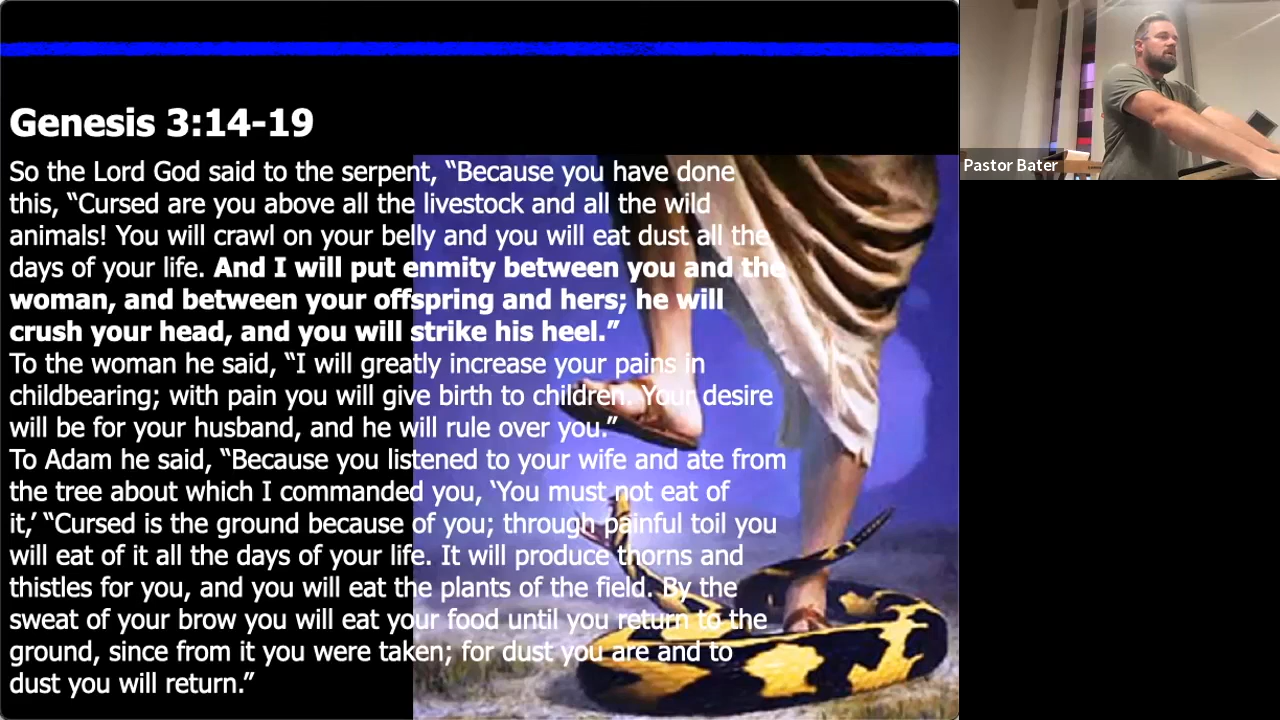 Genesis 3:14-19
So the Lord God said to the serpent, “Because you have done
this, “Cursed are you above all the livestock and all the wild
animals! You will crawl on your belly and you will eat dust all the
days of your life. And I will put enmity between you and the
woman, and between your offspring and hers; he will
crush your head, and you will strike his heel.”
To the woman he said, “I will greatly increase your pains in
childbearing; with pain you will give birth to children. Your desire
will be for your husband, and he will rule over you.”
To Adam he said, “Because you listened to your wife and ate from
the tree about which I commanded you, ‘You must not eat of
it,’ “Cursed is the ground because of you; through painful toil you
will eat of it all the days of your life. It will produce thorns and
thistles for you, and you will eat the plants of the field. By the
sweat of your brow you will eat your food until you return to the
ground, since from it you were taken; for dust you are and to
dust you will return.”
Pastor Bater